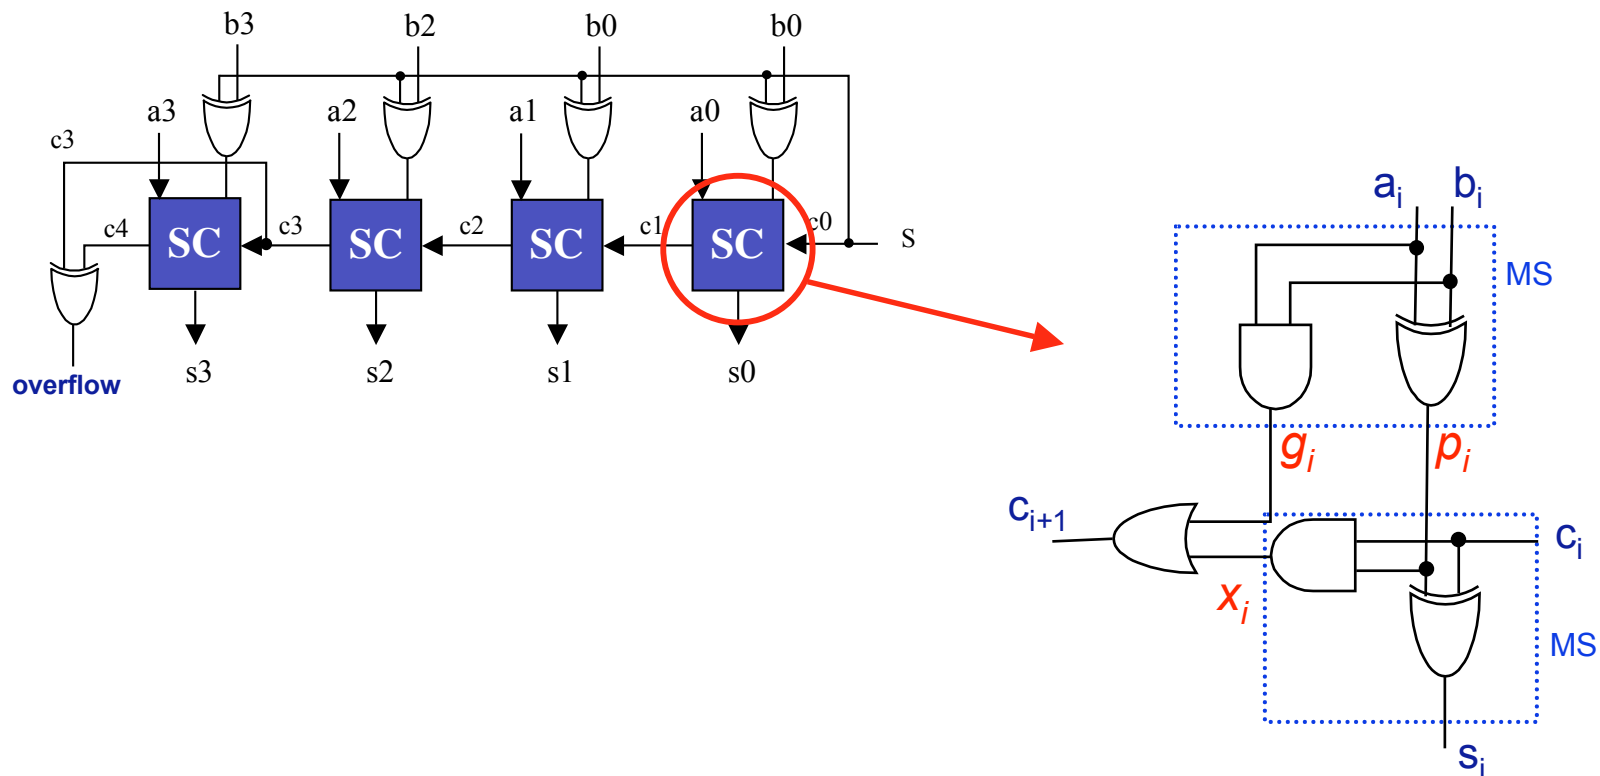 b3 b2 b0 b0
a3 a2 a1 a0
c3
c4 SC c3 SC c2 SC c1 SC c0 S
s3 s2 s1 s0
overflow
ai bi
MS
gi pi
ci+1 ci
xi
MS
si